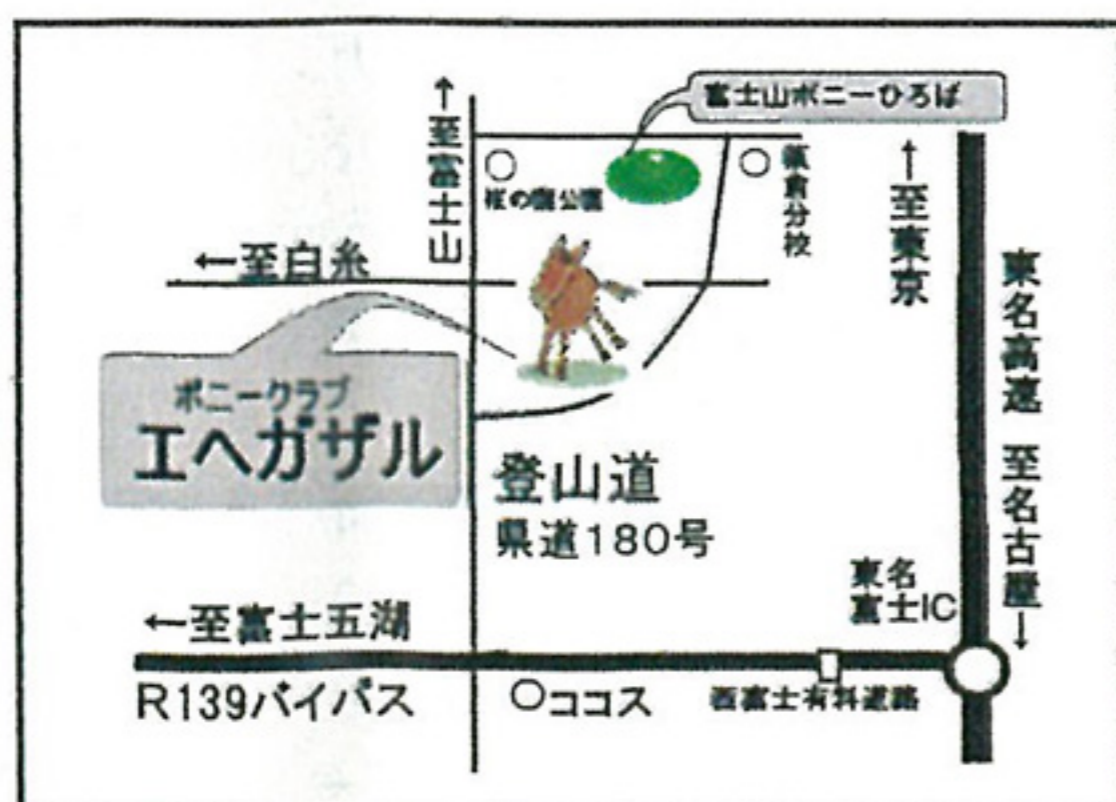 富士山ポニーひろば
↑至富士山
の園公園
分校
↑至東京
←至白糸
東名高速 至名古屋↓
ポニークラブ
エヘガザル
登山道
県道180号
東名
富士IC
←至富士五湖
R139バイパス
○ココス
西富士有料道路